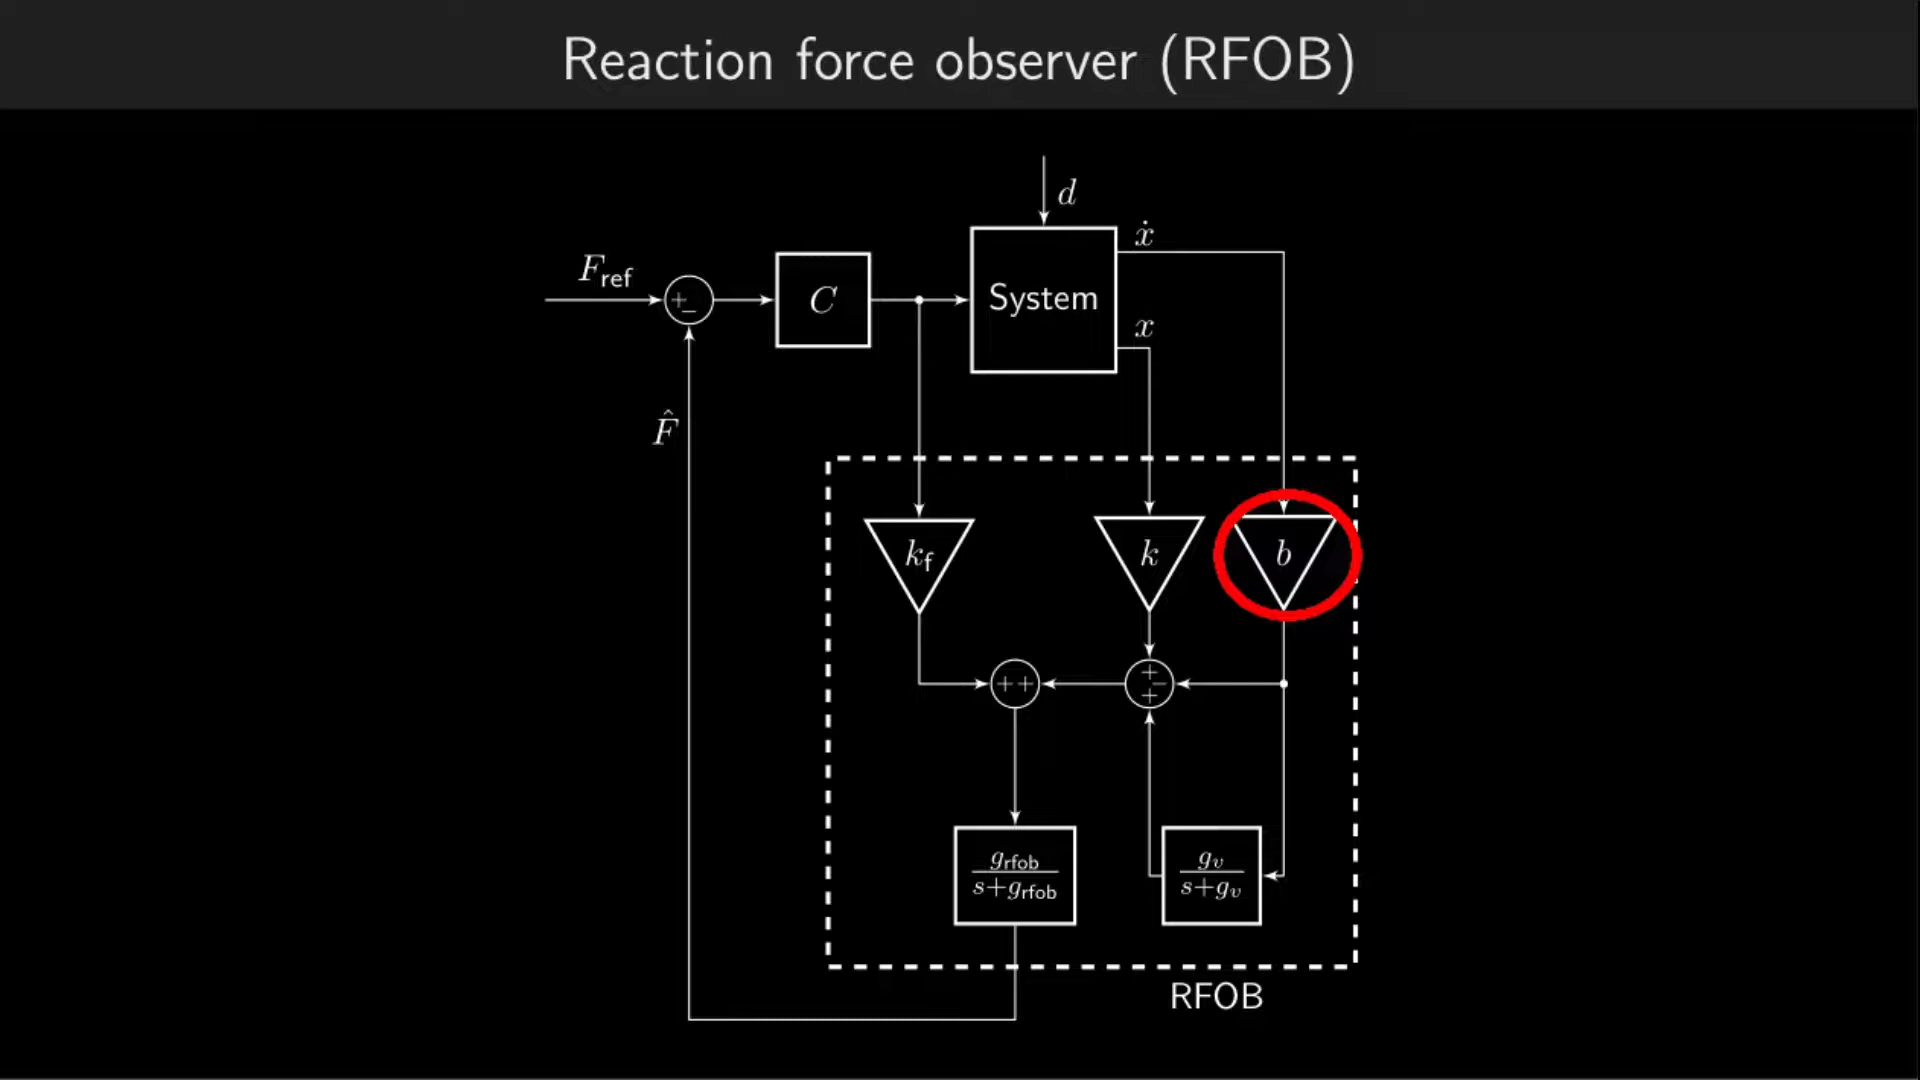 Reaction force observer (RFOB)
d
ẋ
F_ref
+
−
C
System
x
F̂
k_f
k
b
+ +
+
−
+
g_rfob
s+g_rfob
g_v
s+g_v
RFOB